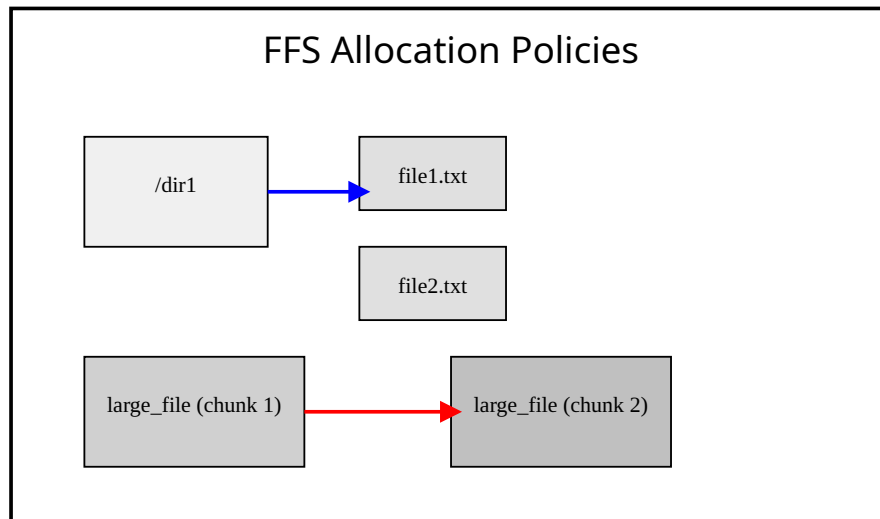 FFS Allocation Policies
/dir1
file1.txt
file2.txt
large_file (chunk 1)
large_file (chunk 2)